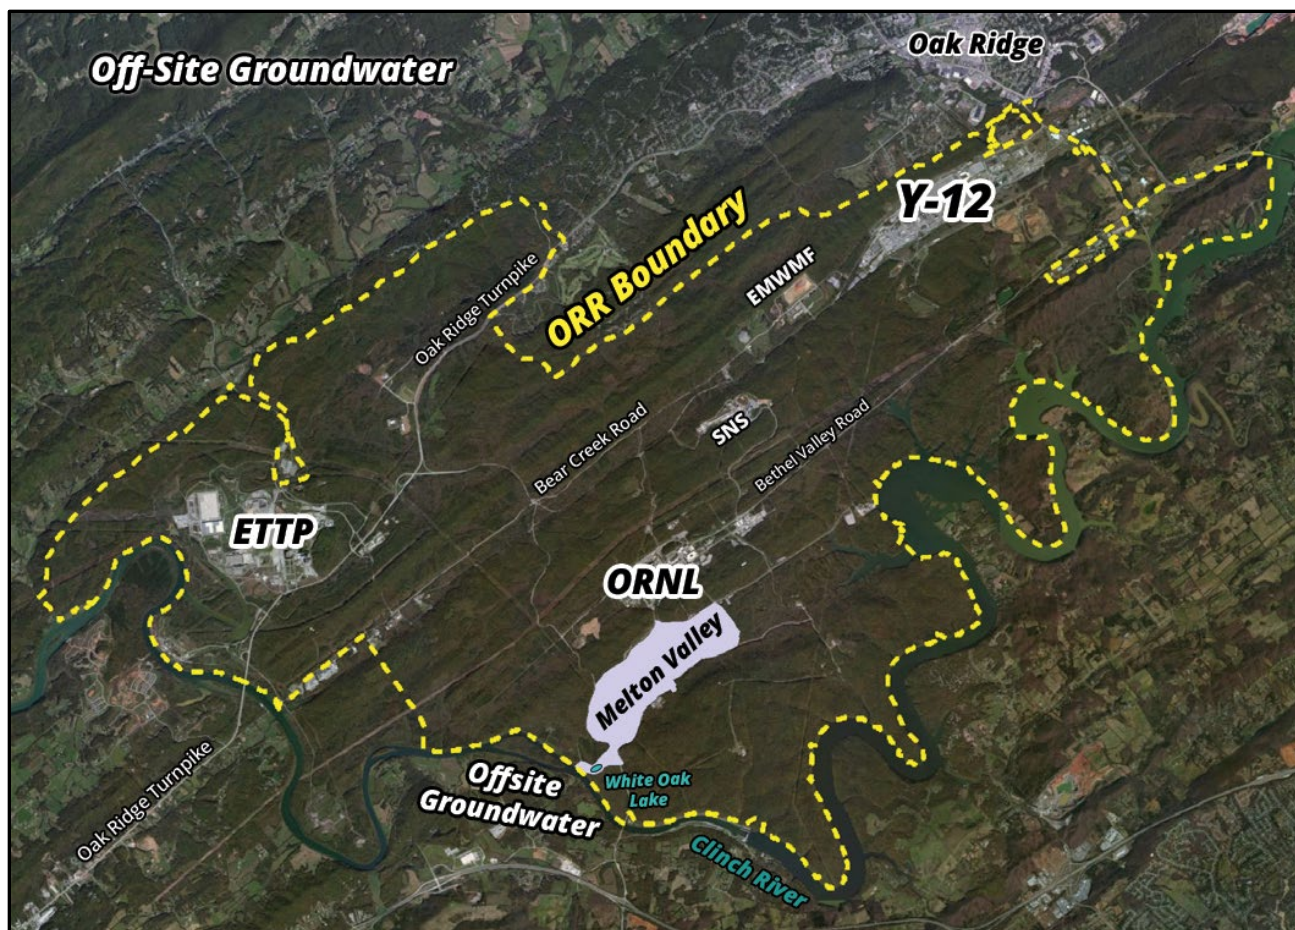 Oak Ridge
Off-Site Groundwater
Y-12
ORR Boundary
EMWMF
Oak Ridge Turnpike
SNS
Bear Creek Road
Bethel Valley Road
ETTP
ORNL
Melton Valley
Oak Ridge Turnpike
Offsite
Groundwater
White Oak
Lake
Clinch River